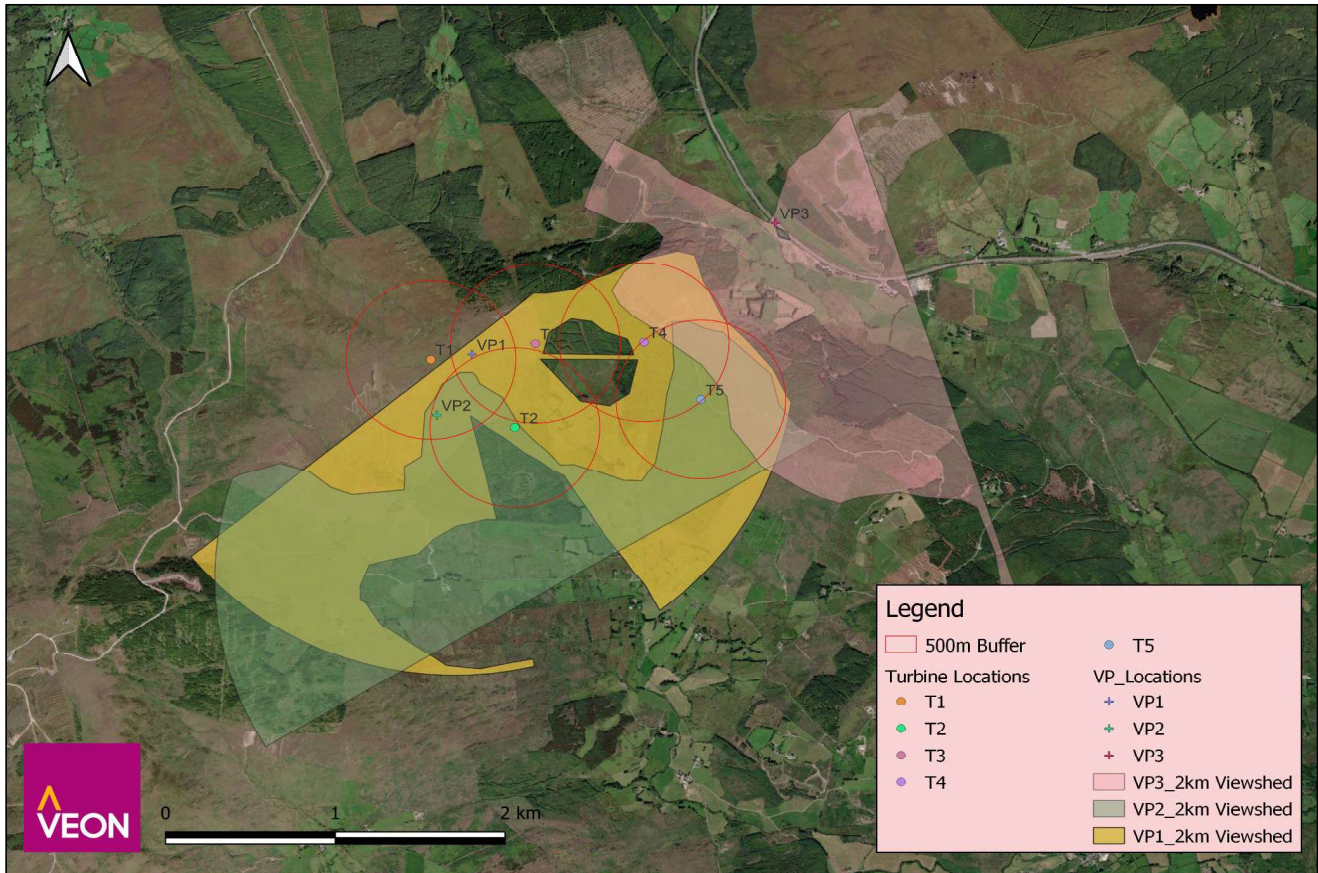 VP3
T1
VP1
T
T4
VP2
T2
T5
Legend
500m Buffer
T5
Turbine Locations
VP_Locations
T1
VP1
T2
VP2
T3
VP3
T4
VP3_2km Viewshed
VP2_2km Viewshed
VP1_2km Viewshed
VEON
0 1 2 km